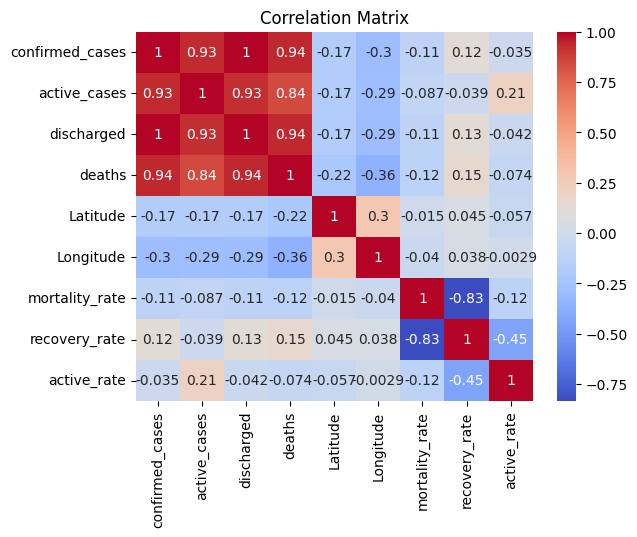 Correlation Matrix
confirmed_cases 1 0.93 1 0.94 -0.17 -0.3 -0.11 0.12 -0.035
active_cases 0.93 1 0.93 0.84 -0.17 -0.29 -0.087 -0.039 0.21
discharged 1 0.93 1 0.94 -0.17 -0.29 -0.11 0.13 -0.042
deaths 0.94 0.84 0.94 1 -0.22 -0.36 -0.12 0.15 -0.074
Latitude -0.17 -0.17 -0.17 -0.22 1 0.3 -0.015 0.045 -0.057
Longitude -0.3 -0.29 -0.29 -0.36 0.3 1 -0.04 0.038 -0.0029
mortality_rate -0.11 -0.087 -0.11 -0.12 -0.015 -0.04 1 -0.83 -0.12
recovery_rate 0.12 -0.039 0.13 0.15 0.045 0.038 -0.83 1 -0.45
active_rate -0.035 0.21 -0.042 -0.074 -0.057 -0.0029 -0.12 -0.45 1
confirmed_cases
active_cases
discharged
deaths
Latitude
Longitude
mortality_rate
recovery_rate
active_rate
1.00
0.75
0.50
0.25
0.00
−0.25
−0.50
−0.75